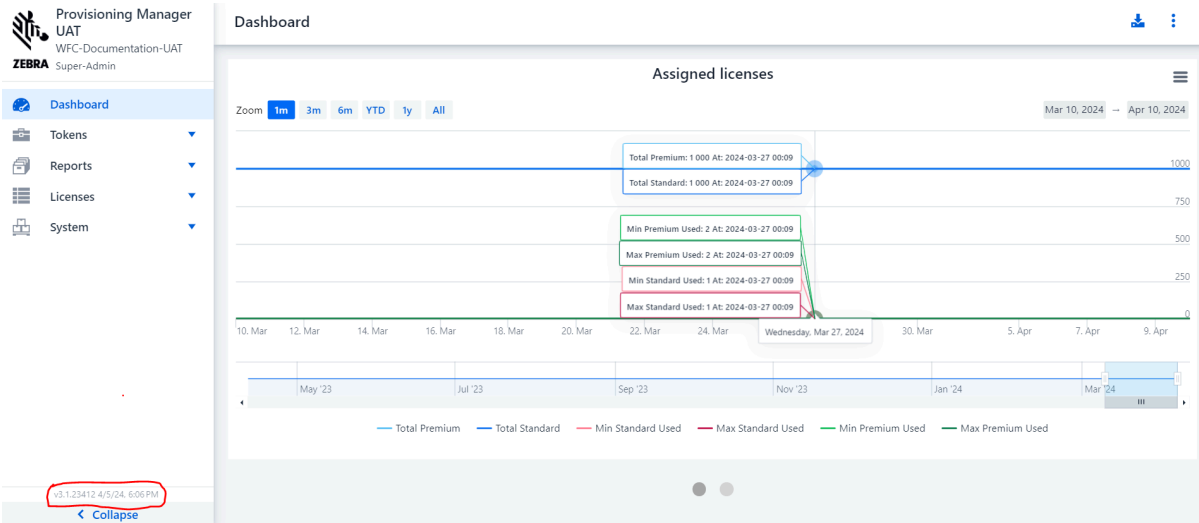 Provisioning Manager
UAT
WFC-Documentation-UAT
ZEBRA Super-Admin
Dashboard
Tokens
Reports
Licenses
System
v3.1.23412 4/5/24, 6:06 PM
Collapse
Dashboard
Assigned licenses
Zoom 1m 3m 6m YTD 1y All
Mar 10, 2024 → Apr 10, 2024
Total Premium: 1 000 At: 2024-03-27 00:09
Total Standard: 1 000 At: 2024-03-27 00:09
Min Premium Used: 2 At: 2024-03-27 00:09
Max Premium Used: 2 At: 2024-03-27 00:09
Min Standard Used: 1 At: 2024-03-27 00:09
Max Standard Used: 1 At: 2024-03-27 00:09
1000
750
500
250
0
10. Mar 12. Mar 14. Mar 16. Mar 18. Mar 20. Mar 22. Mar 24. Mar 30. Mar 5. Apr 7. Apr 9. Apr
Wednesday, Mar 27, 2024
May '23 Jul '23 Sep '23 Nov '23 Jan '24 Mar '24
Total Premium Total Standard Min Standard Used Max Standard Used Min Premium Used Max Premium Used